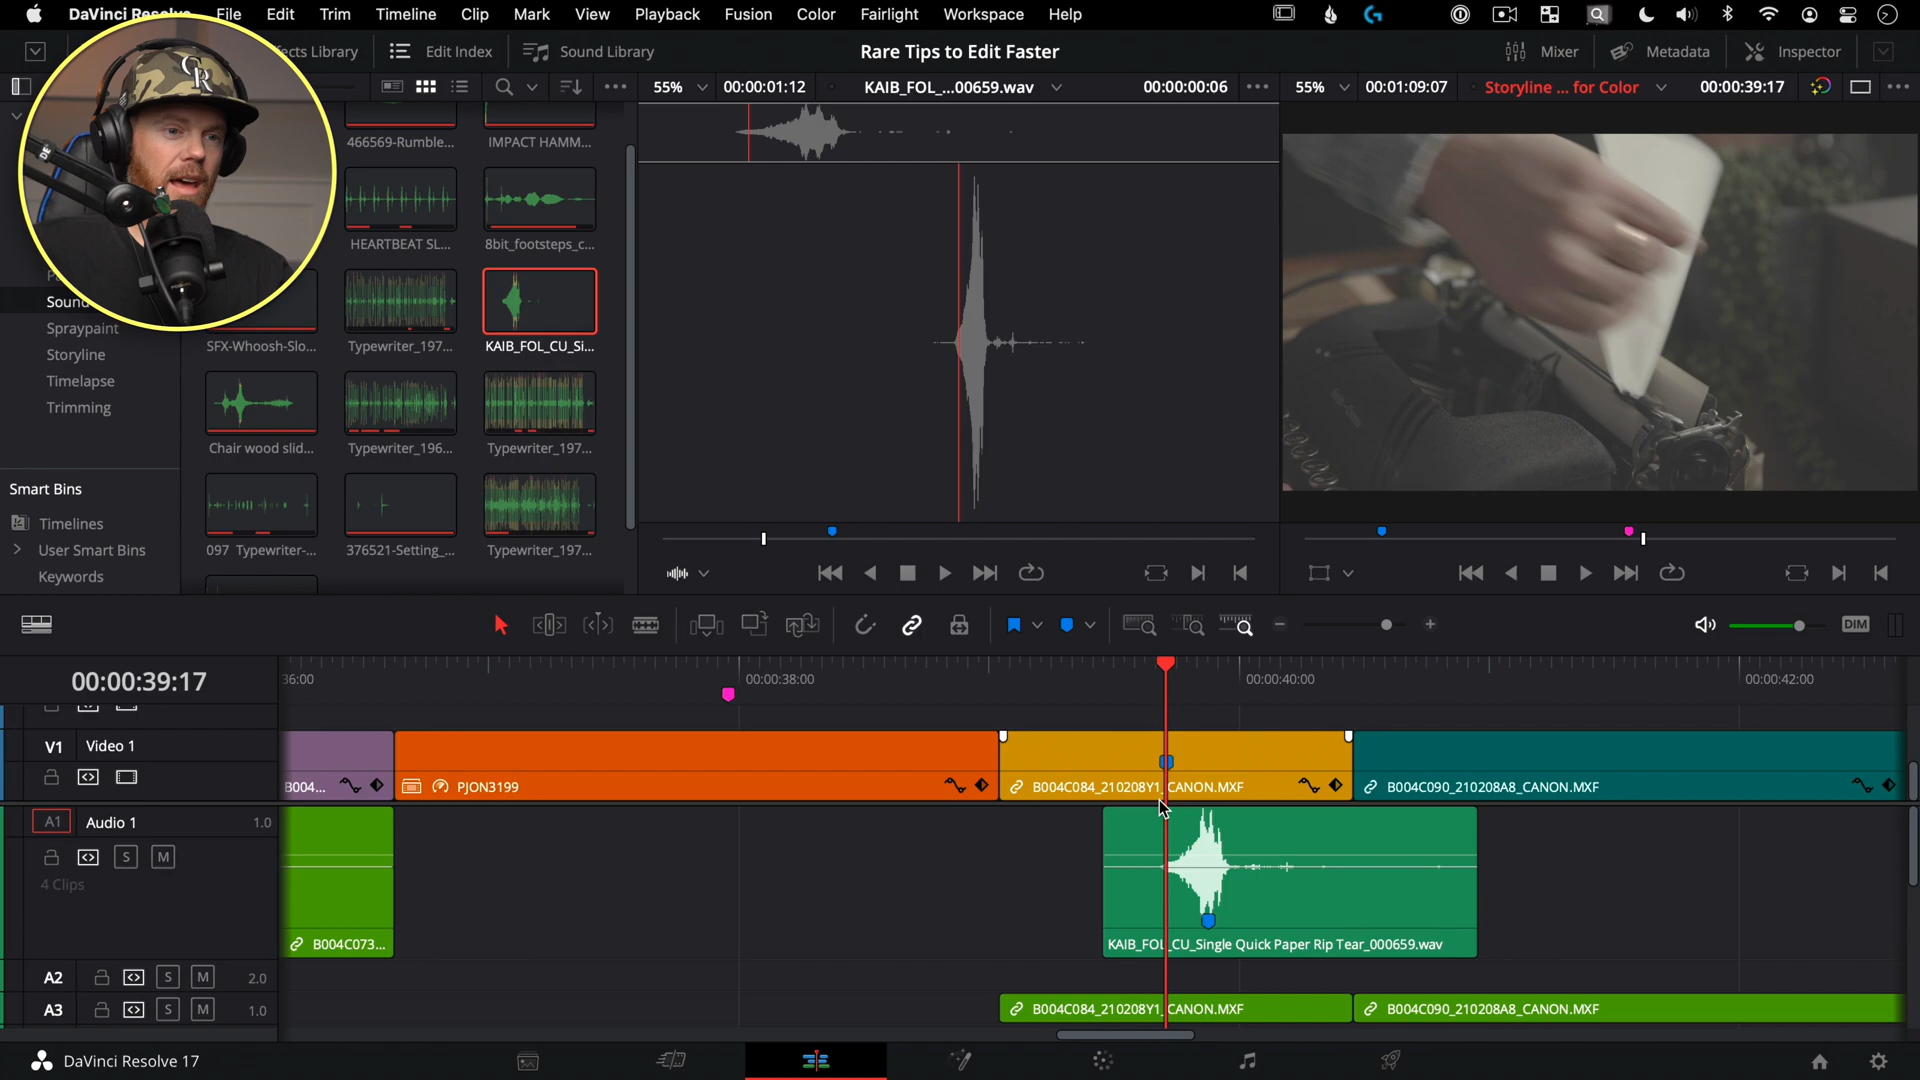 DaVinci Resolve File Edit Trim Timeline Clip Mark View Playback Fusion Color Fairlight Workspace Help
ects Library Edit Index Sound Library Rare Tips to Edit Faster Mixer Metadata Inspector
55% 00:00:01:12 KAIB_FOL_...00659.wav 00:00:00:06 55% 00:01:09:07 Storyline ... for Color 00:00:39:17
466569-Rumble... IMPACT HAMM...
HEARTBEAT SL... 8bit_footsteps_c...
Sound
Spraypaint
Storyline
Timelapse
Trimming
SFX-Whoosh-Slo... Typewriter_197... KAIB_FOL_CU_Si...
Chair wood slid... Typewriter_196... Typewriter_197...
097 Typewriter-... 376521-Setting_... Typewriter_197...
Smart Bins
Timelines
User Smart Bins
Keywords
DIM
00:00:39:17
36:00 00:00:38:00 00:00:40:00 00:00:42:00
V1 Video 1
B004... PJON3199 B004C084_210208Y1_CANON.MXF B004C090_210208A8_CANON.MXF
A1 Audio 1 1.0
S M
4 Clips
B004C073... KAIB_FOL_CU_Single Quick Paper Rip Tear_000659.wav
A2 S M 2.0
A3 S M 1.0 B004C084_210208Y1_CANON.MXF B004C090_210208A8_CANON.MXF
DaVinci Resolve 17
CR
DE